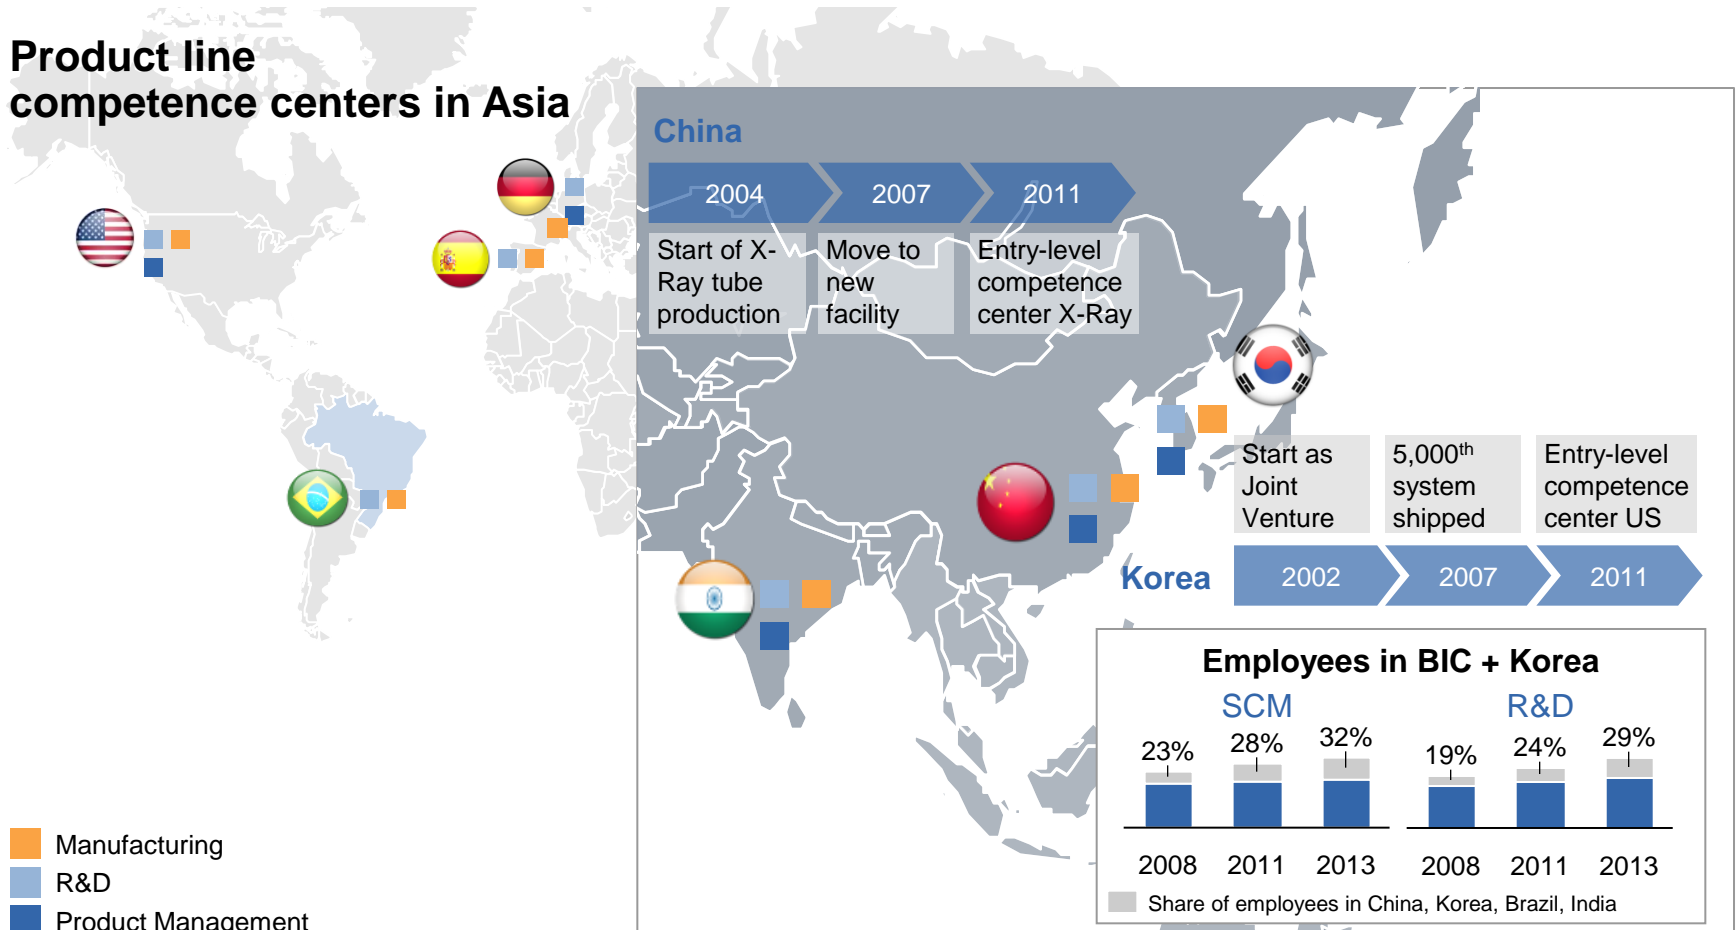 Product line
competence centers in Asia
China
2004
2007
2011
Start of X-
Ray tube
production
Move to
new
facility
Entry-level
competence
center X-Ray
Start as
Joint
Venture
5,000th
system
shipped
Entry-level
competence
center US
Korea
2002
2007
2011
Employees in BIC + Korea
SCM
R&D
23%
28%
32%
19%
24%
29%
2008
2011
2013
2008
2011
2013
Share of employees in China, Korea, Brazil, India
Manufacturing
R&D
Product Management